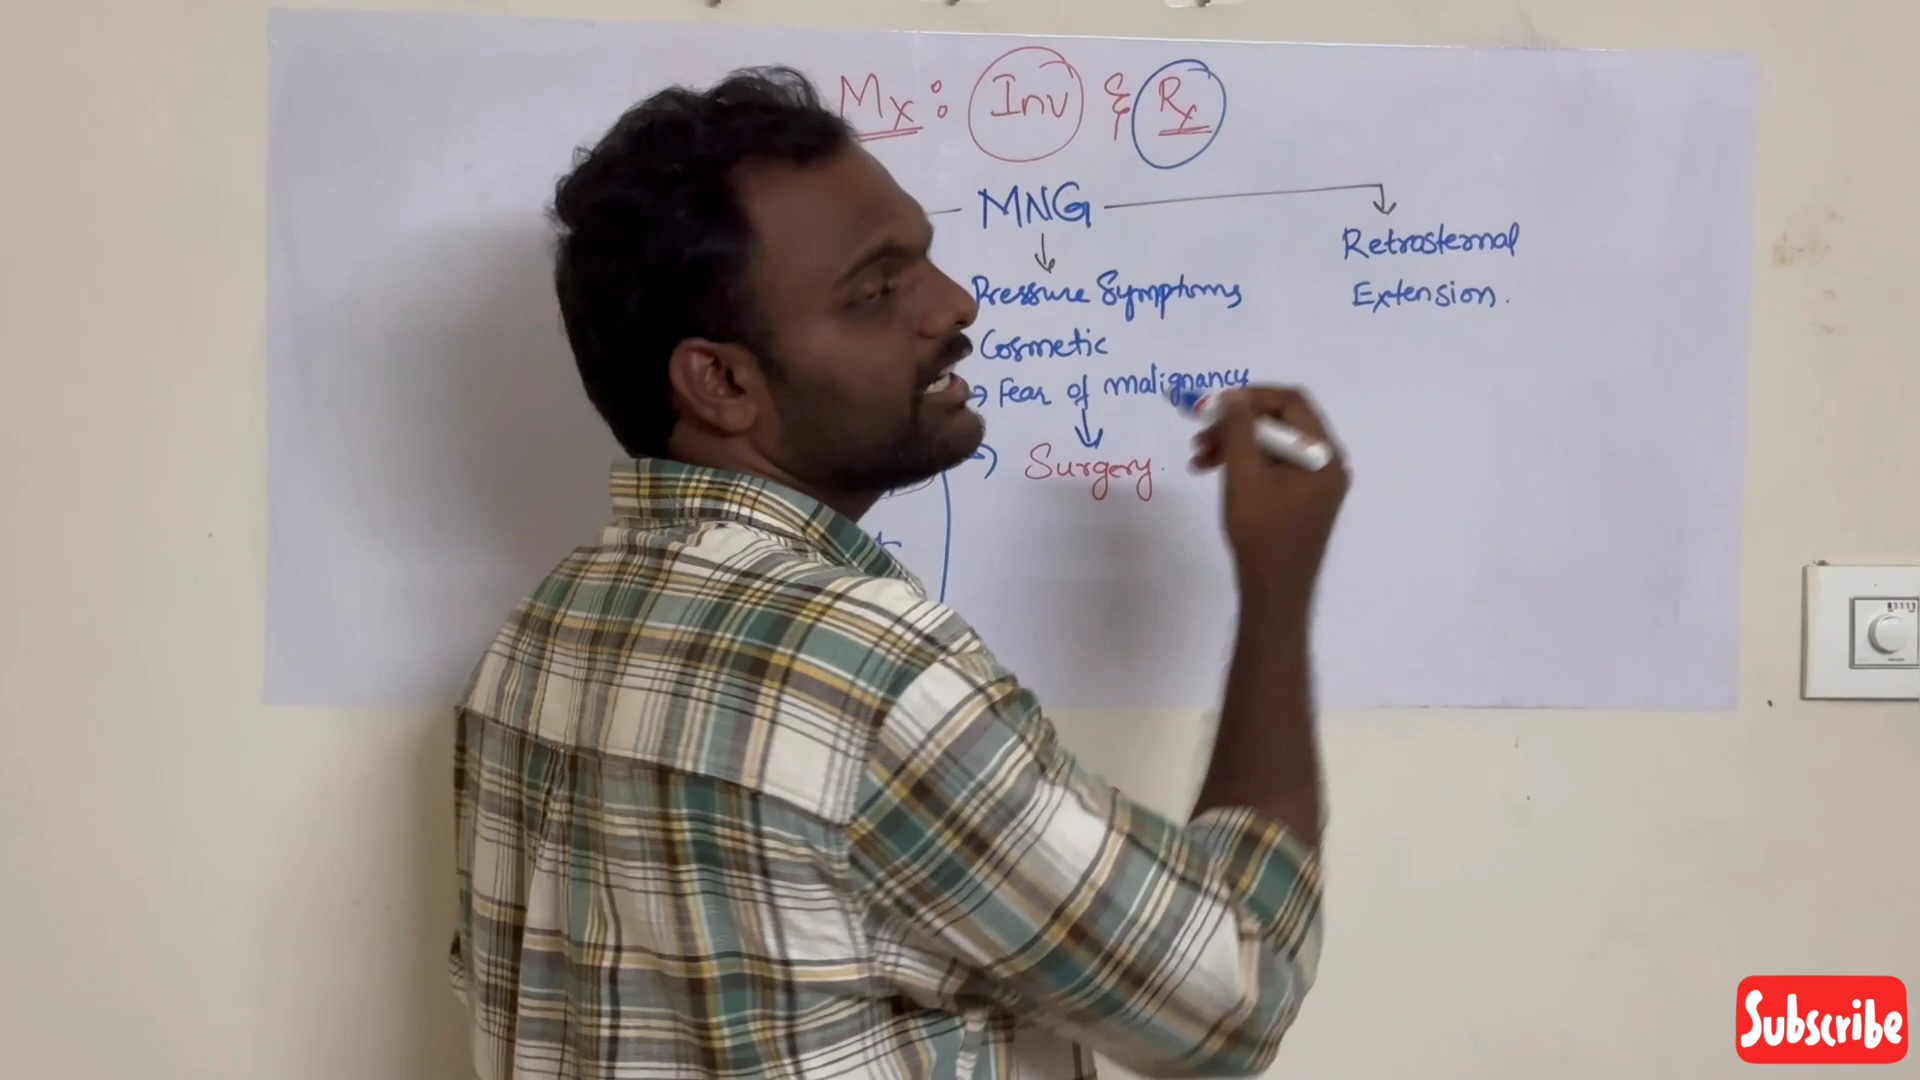 Mx: Inv & Rx
MNG
Retrosternal
Extension.
Pressure Symptoms
Cosmetic
→ Fear of malignancy
Surgery.
Subscribe